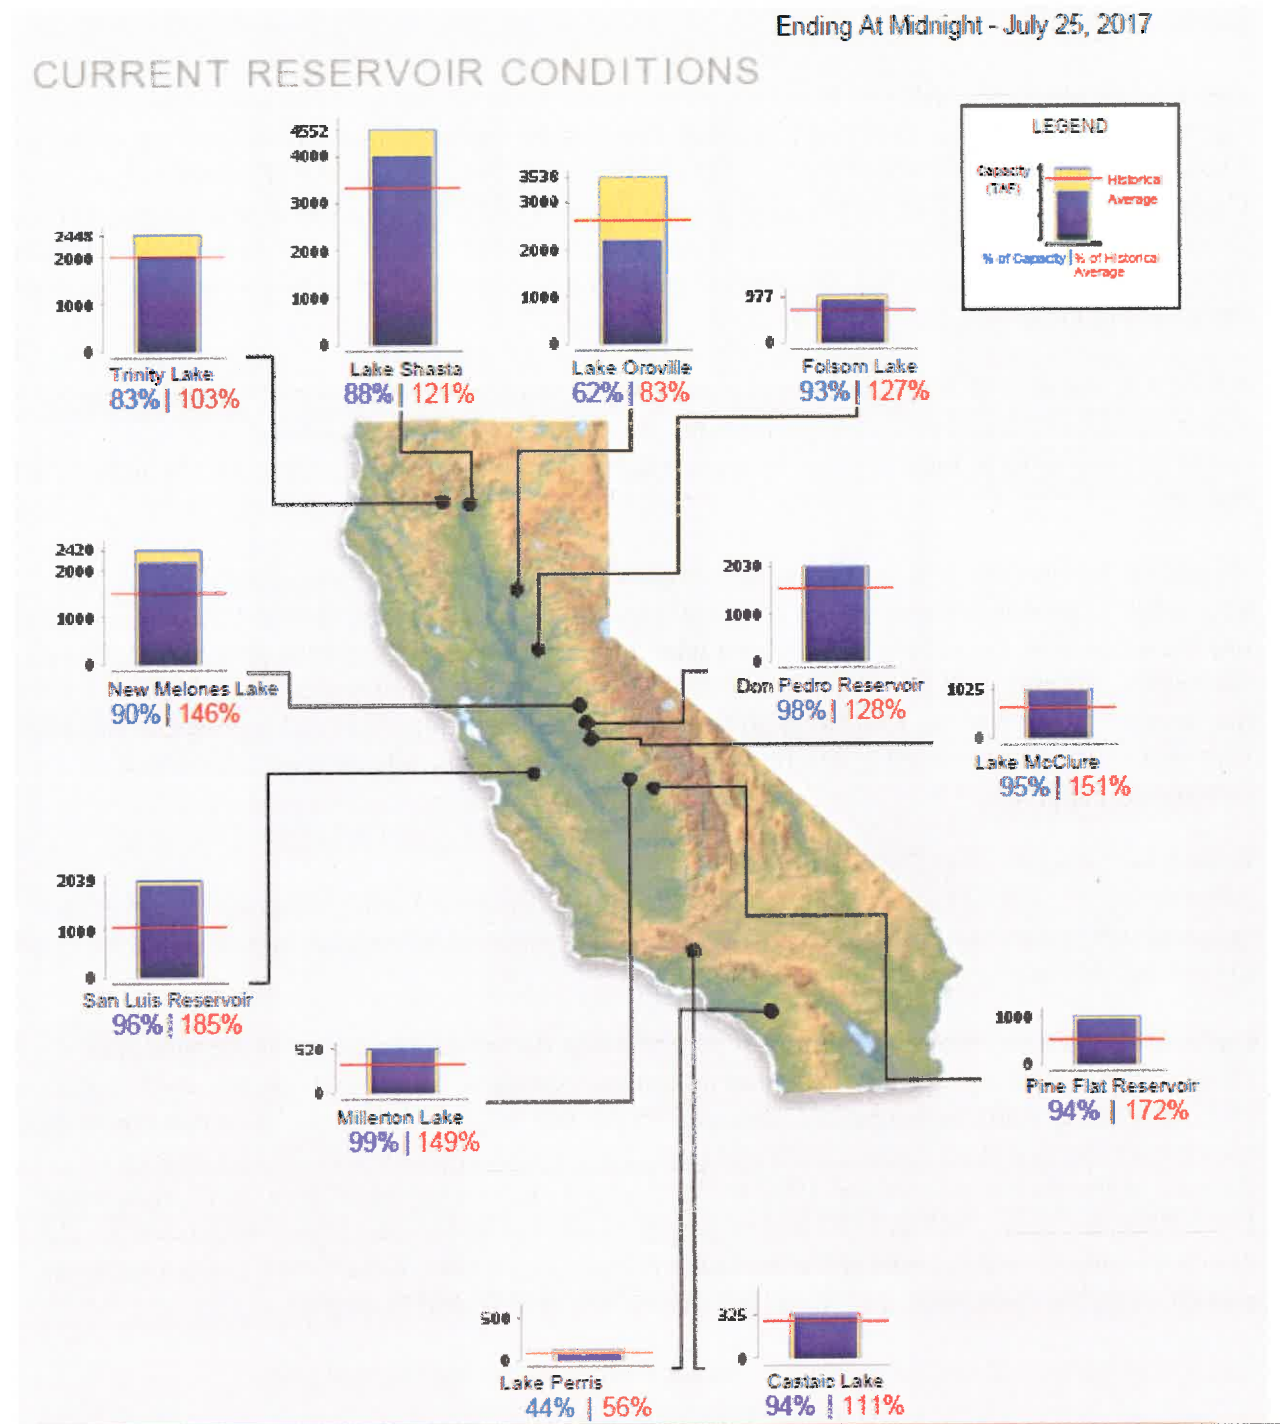 Ending At Midnight - July 25, 2017
CURRENT RESERVOIR CONDITIONS
LEGEND
Capacity
(TAF)
Historical
Average
% of Capacity | % of Historical
Average
4552
4000
3000
2000
1000
0
Lake Shasta
88% | 121%
3538
3000
2000
1000
0
Lake Oroville
62% | 83%
2448
2000
1000
0
Trinity Lake
83% | 103%
977
0
Folsom Lake
93% | 127%
2420
2000
1000
0
New Melones Lake
90% | 146%
2030
1000
0
Don Pedro Reservoir
98% | 128%
1025
0
Lake McClure
95% | 151%
2039
1000
0
San Luis Reservoir
96% | 185%
520
0
Millerton Lake
99% | 149%
1000
0
Pine Flat Reservoir
94% | 172%
500
0
Lake Perris
44% | 56%
325
0
Castaic Lake
94% | 111%